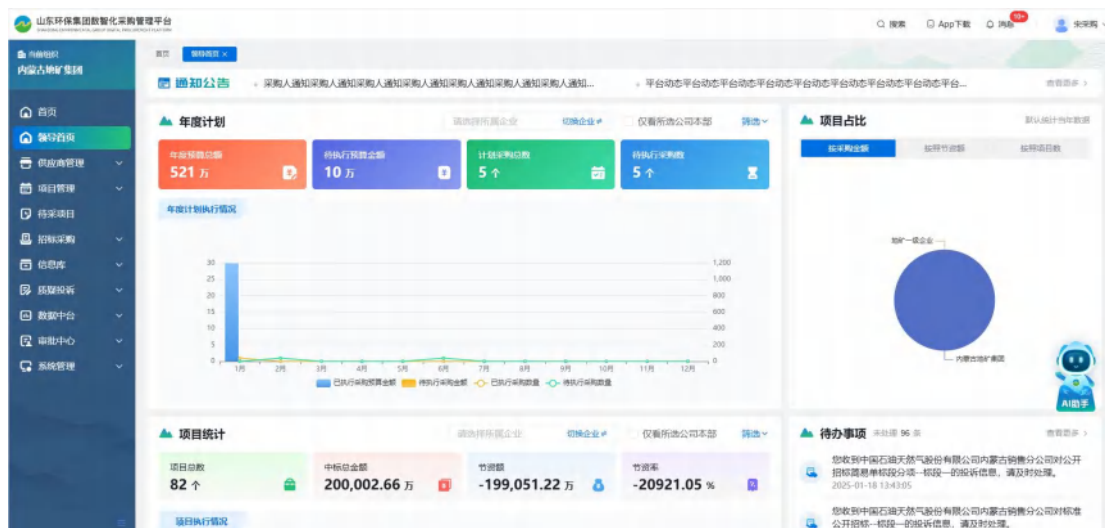 山东环保集团数智化采购管理平台
搜索 App下载 消息 10+
当前组织
内蒙古地矿集团
首页 领导首页 ×
通知公告 采购人通知采购人通知采购人通知采购人通知采购人通知采购人通知... 平台动态平台动态平台动态平台动态平台动态平台动态平台动态平台... 查看更多 >
首页
领导首页
供应商管理
项目管理
待采项目
招标采购
信息库
质疑投诉
数据中台
审批中心
系统管理
年度计划 请选择所属企业 切换企业 仅看所选公司本部 筛选
年度预算总额
521 万
待执行预算金额
10 万
计划采购总数
5 个
待执行采购数
5 个
年度计划执行情况
30 1,200
25 1,000
20 800
15 600
10 400
5 200
0 0
1月 2月 3月 4月 5月 6月 7月 8月 9月 10月 11月 12月
已执行采购预算金额 待执行采购金额 已执行采购数量 待执行采购数量
项目占比 默认统计当年数据
按采购金额 按照节资额 按照项目数
地矿一级企业
内蒙古地矿集团
AI助手
项目统计 请选择所属企业 切换企业 仅看所选公司本部 筛选
项目总数
82 个
中标总金额
200,002.66 万
节资额
-199,051.22 万
节资率
-20921.05 %
项目执行情况
待办事项 未处理 96 条 查看更多 >
您收到中国石油天然气股份有限公司内蒙古销售分公司对公开
招标简易单标段分项--标段一的投诉信息，请及时处理。
2025-01-18 13:43:05
您收到中国石油天然气股份有限公司内蒙古销售分公司对标准
公开招标--标段一的投诉信息，请及时处理。